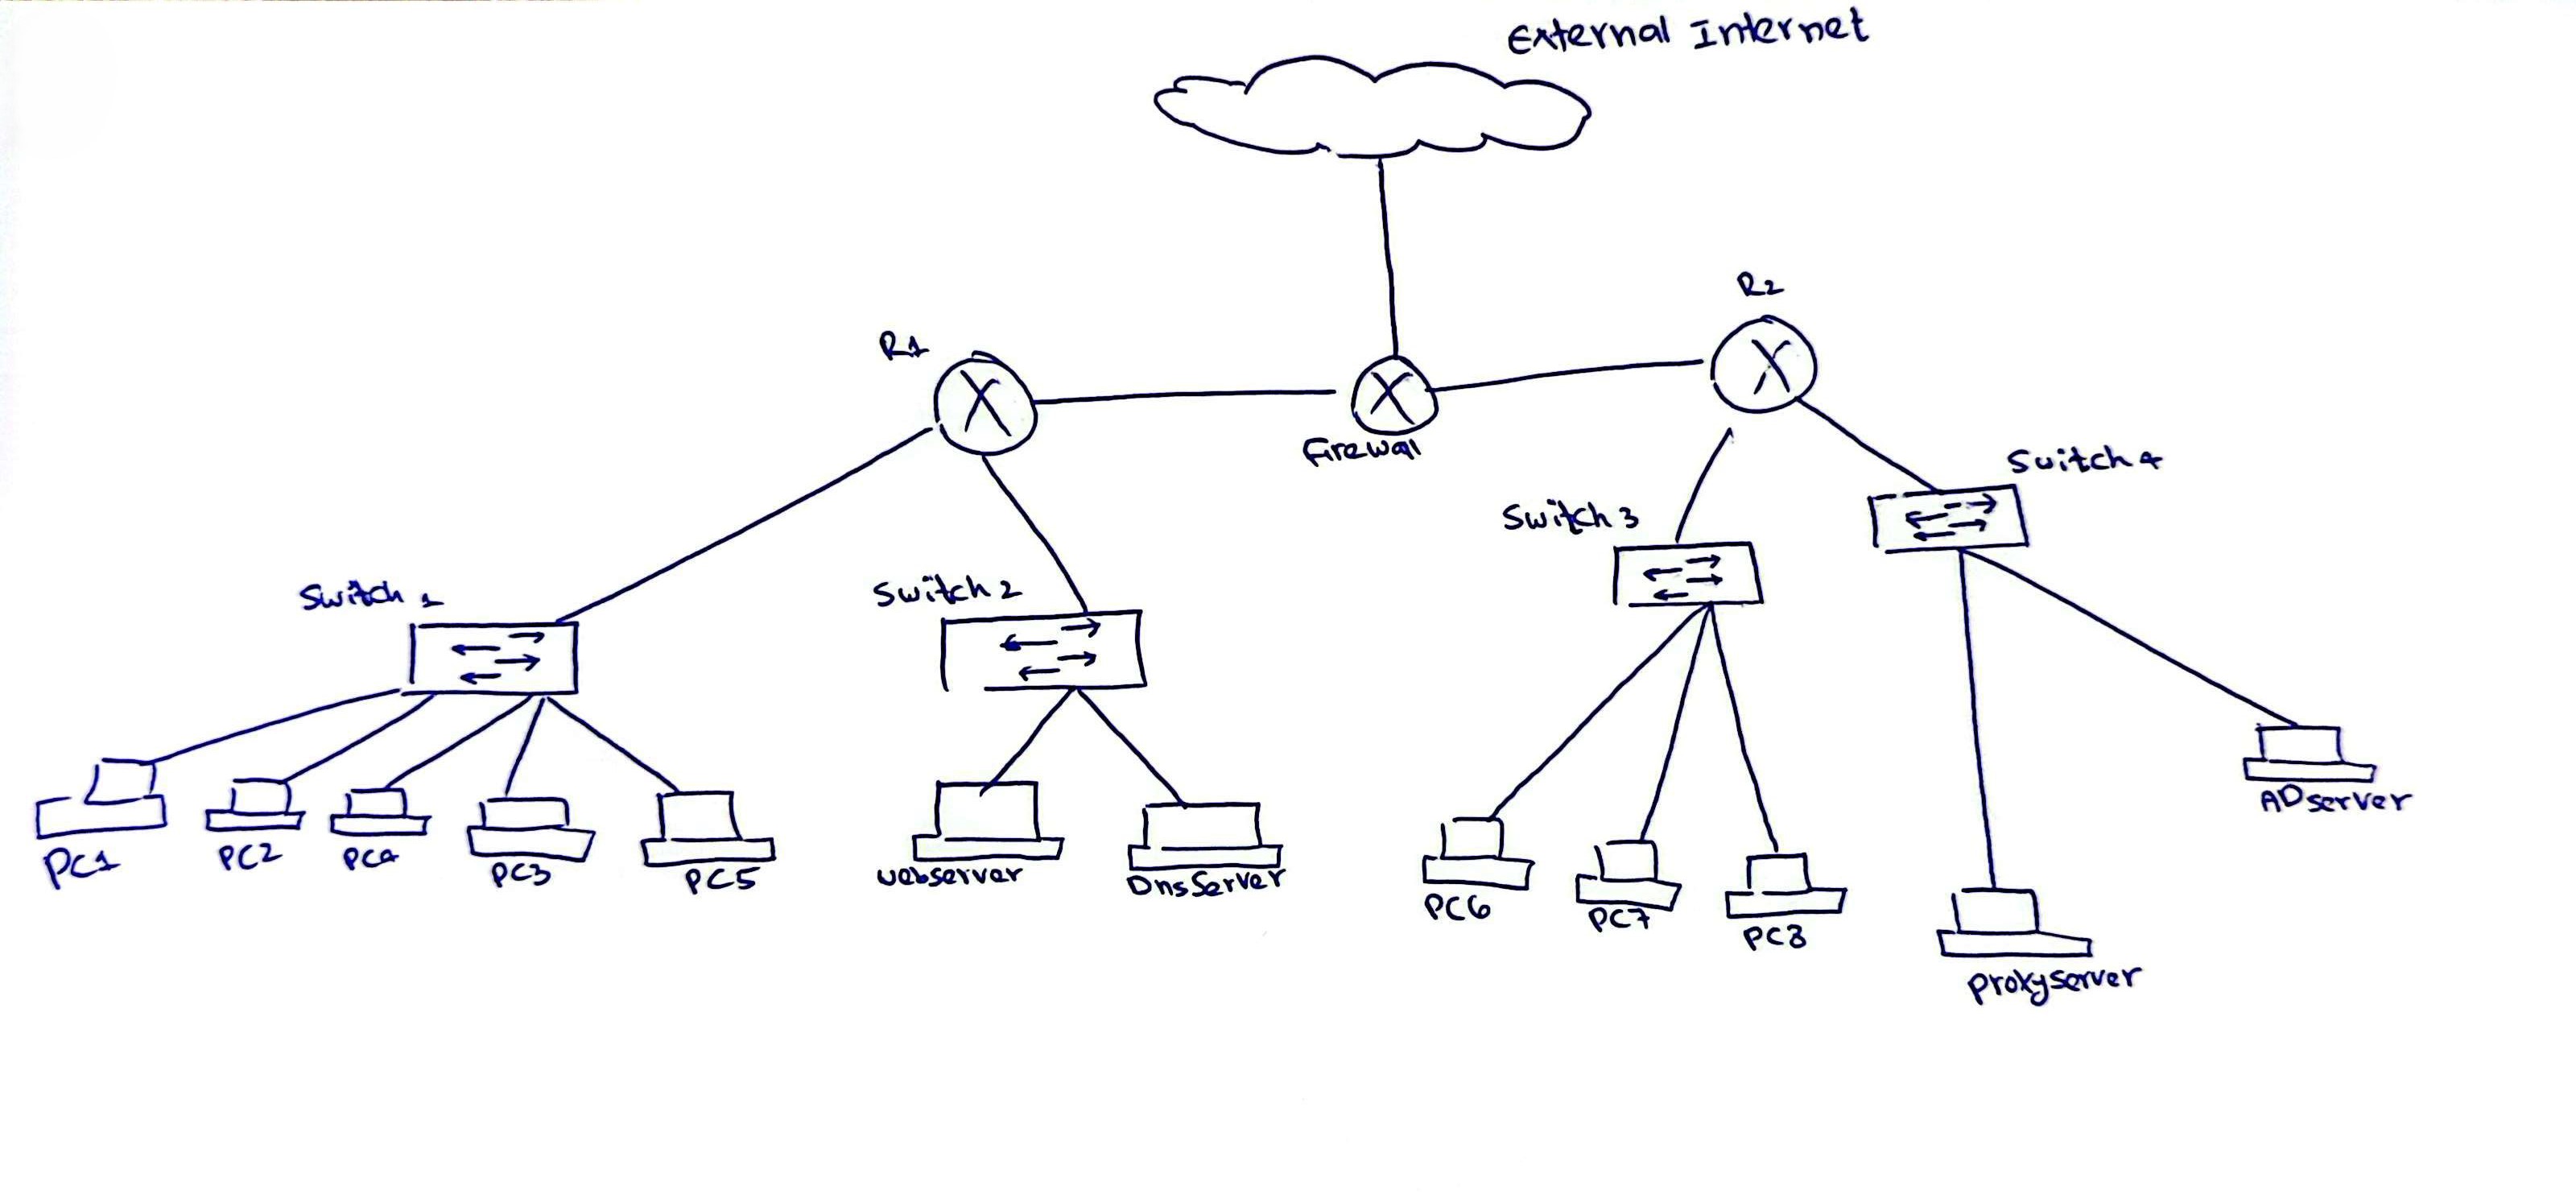 External Internet
R2
R1
Firewall
Switch 4
Switch 3
Switch 1
Switch 2
PC1
PC2
PC4
PC3
PC5
webserver
DnsServer
PC6
PC7
PC8
ADserver
Proxyserver